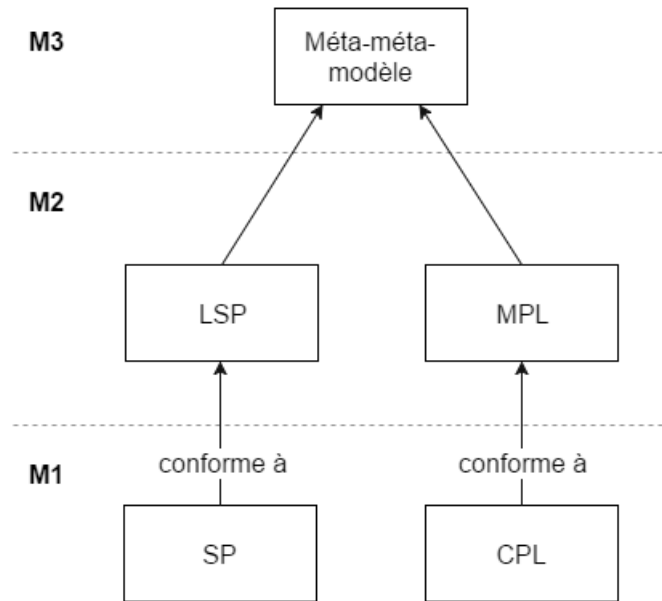 M3
Méta-méta-
modèle
M2
LSP
MPL
conforme à
conforme à
M1
SP
CPL